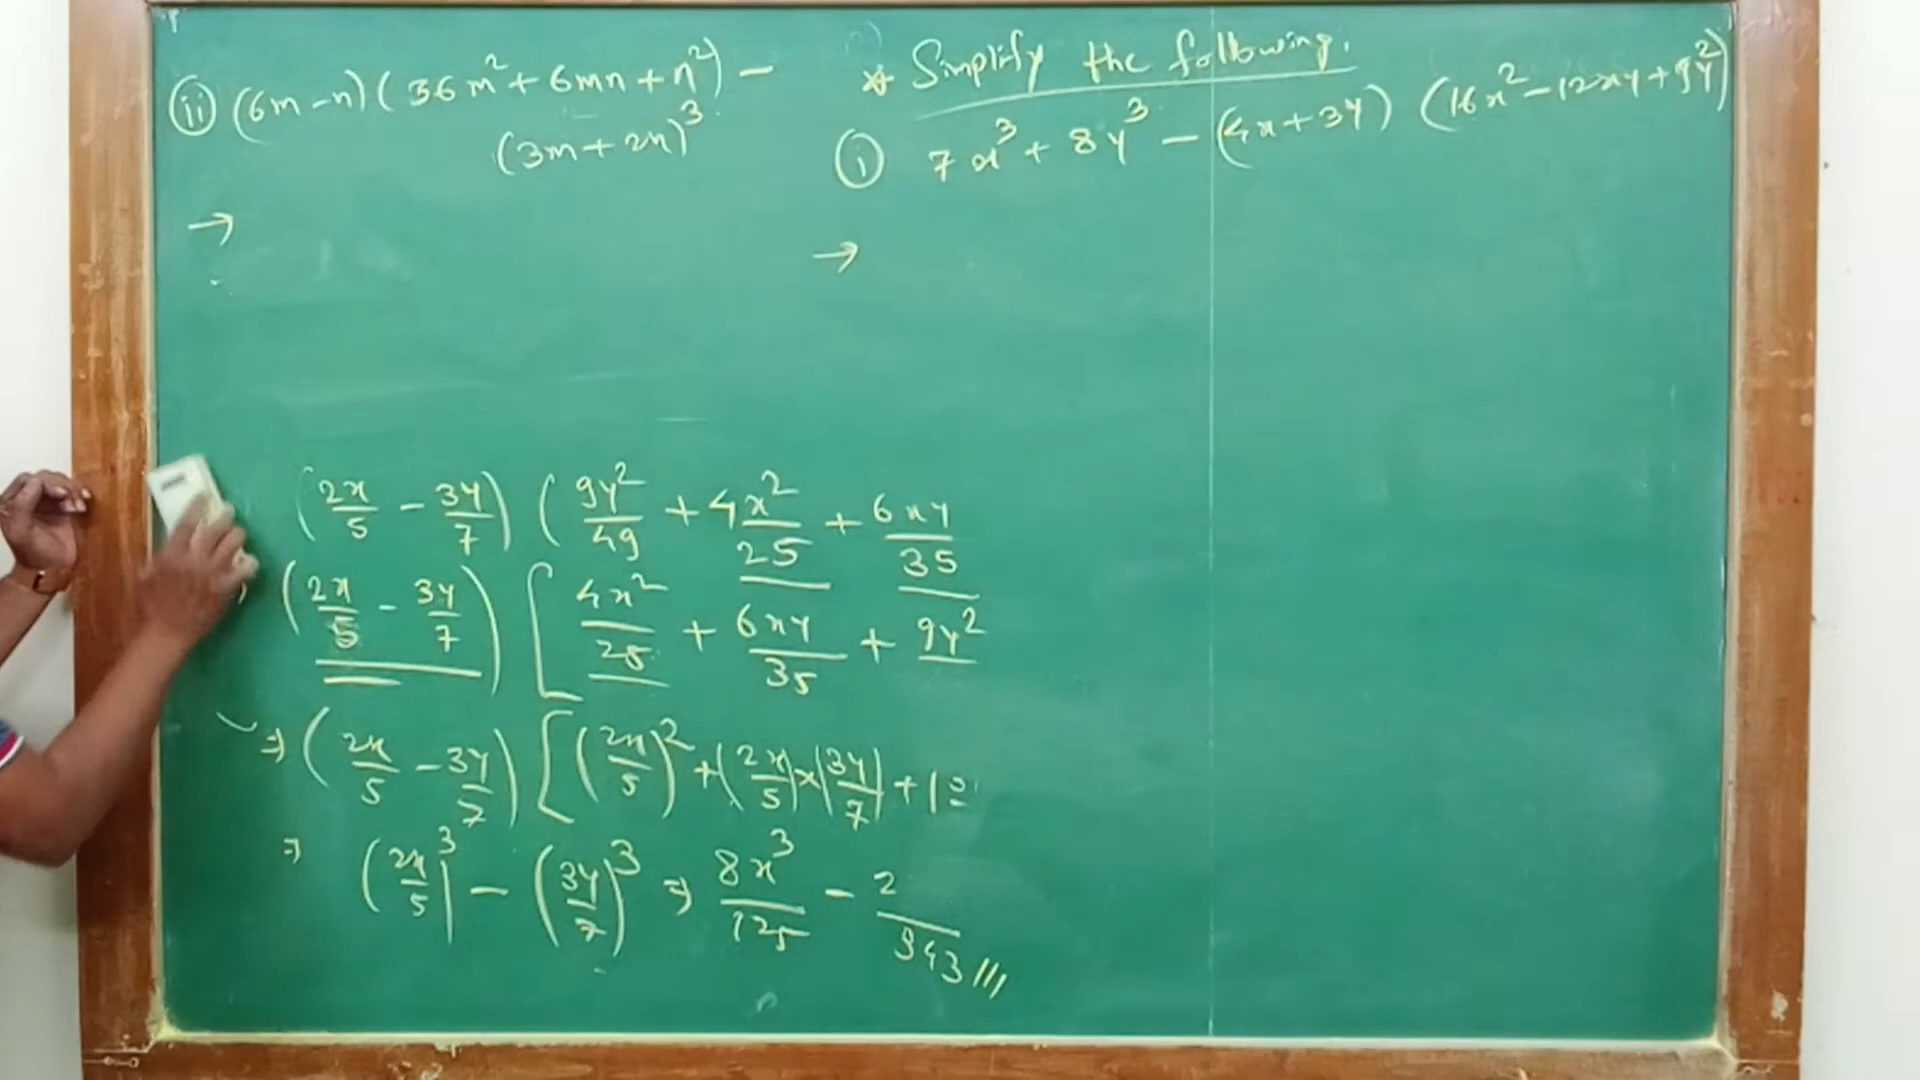 * Simplify the following.
(i) 7x³ + 8y³ - (4x + 3y) (16x² - 12xy + 9y²)
→
(ii) (6m - n) (36m² + 6mn + n²) -
(3m + 2n)³
→
(2x/5 - 3y/7) (9y²/49 + 4x²/25 + 6xy/35
(2x/5 - 3y/7) [4x²/25 + 6xy/35 + 9y²
⇒ (2x/5 - 3y/7) [(2x/5)² + (2x/5) × (3y/7) +
⇒ (2x/5)³ - (3y/7)³ ⇒ 8x³/125 - 2 /343